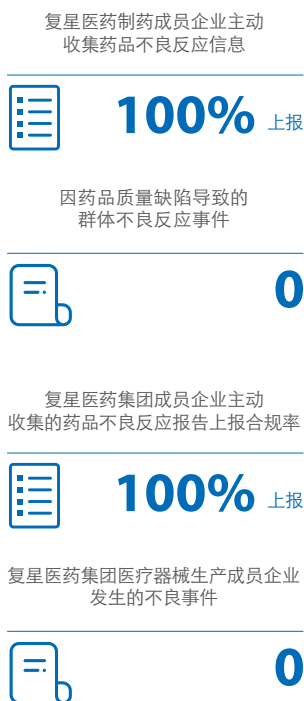 复星医药制药成员企业主动
收集药品不良反应信息
100% 上报
因药品质量缺陷导致的
群体不良反应事件
0
复星医药集团成员企业主动
收集的药品不良反应报告上报合规率
100% 上报
复星医药集团医疗器械生产成员企业
发生的不良事件
0